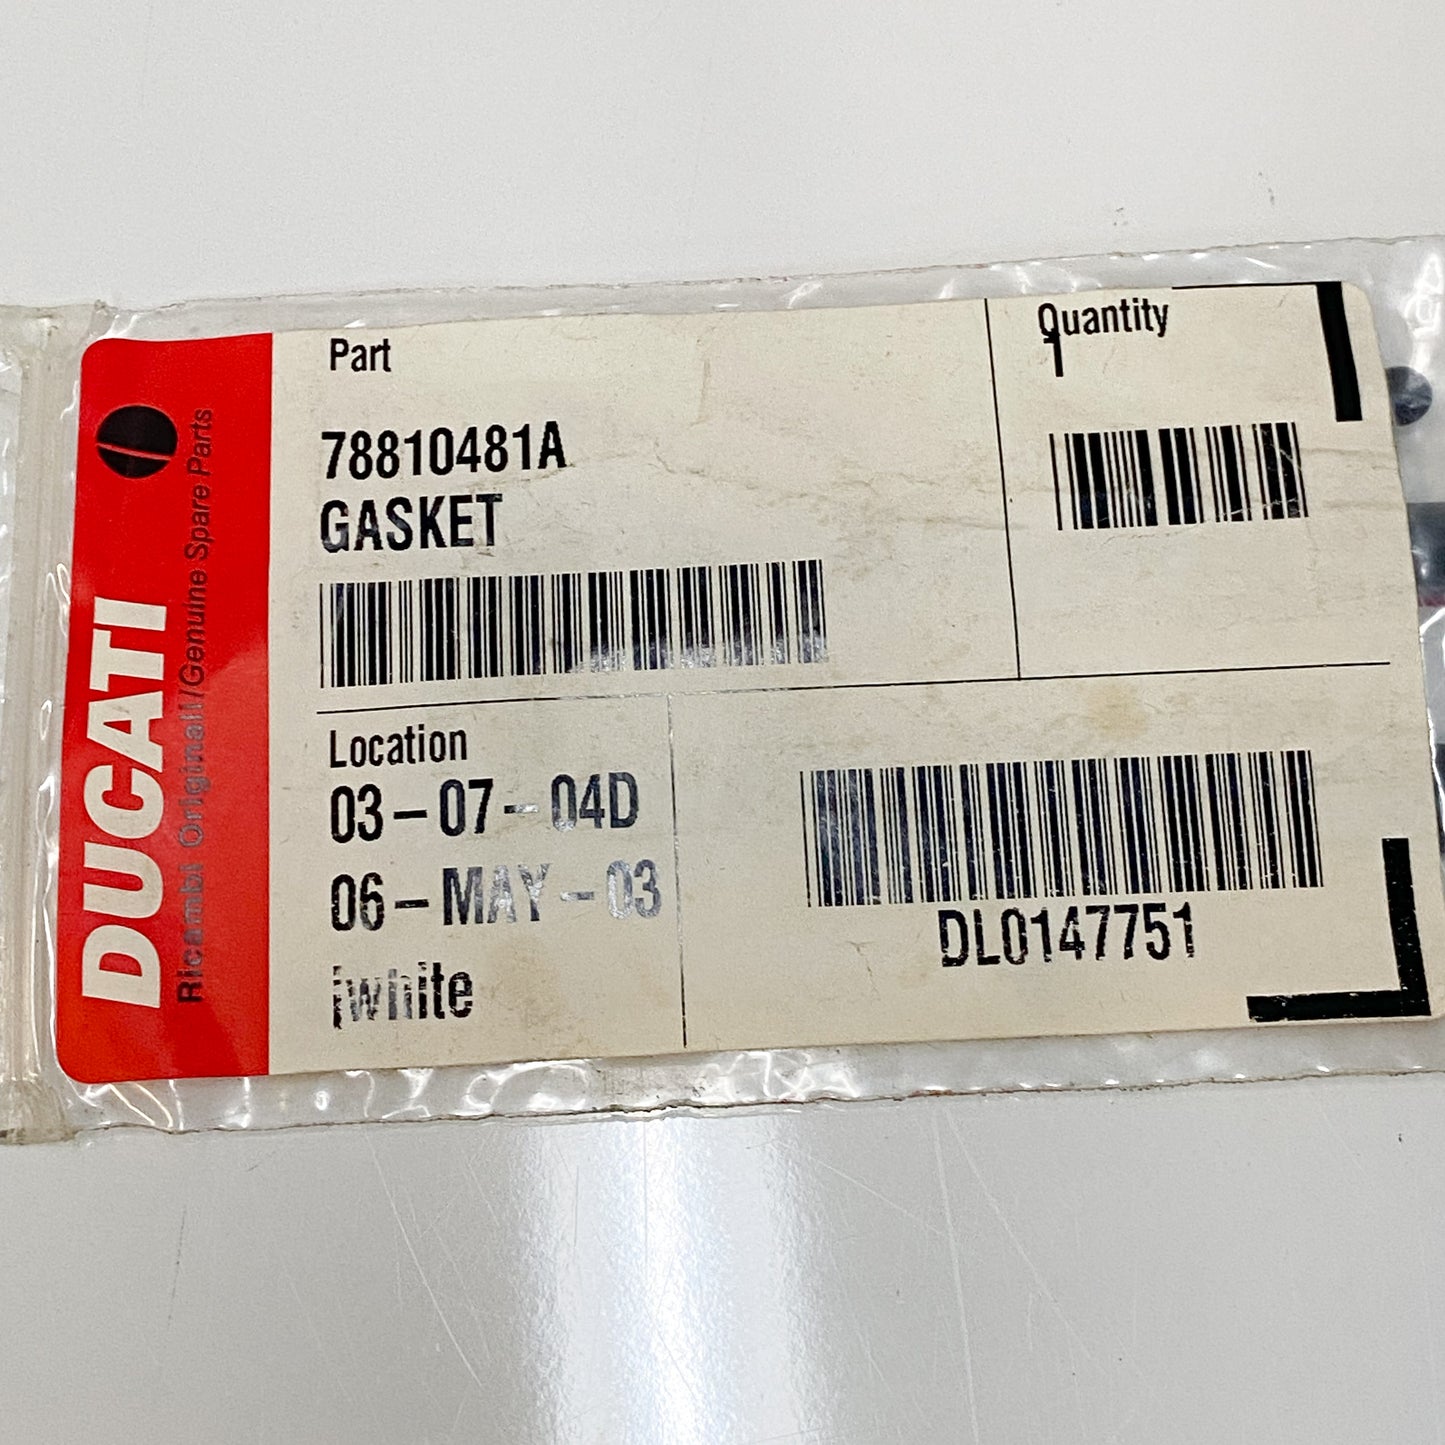 DUCATI
Ricambi Originali/Genuine Spare Parts
Part
78810481A
GASKET
Quantity
1
Location
03-07-04D
06-MAY-03
jwhite
DL0147751